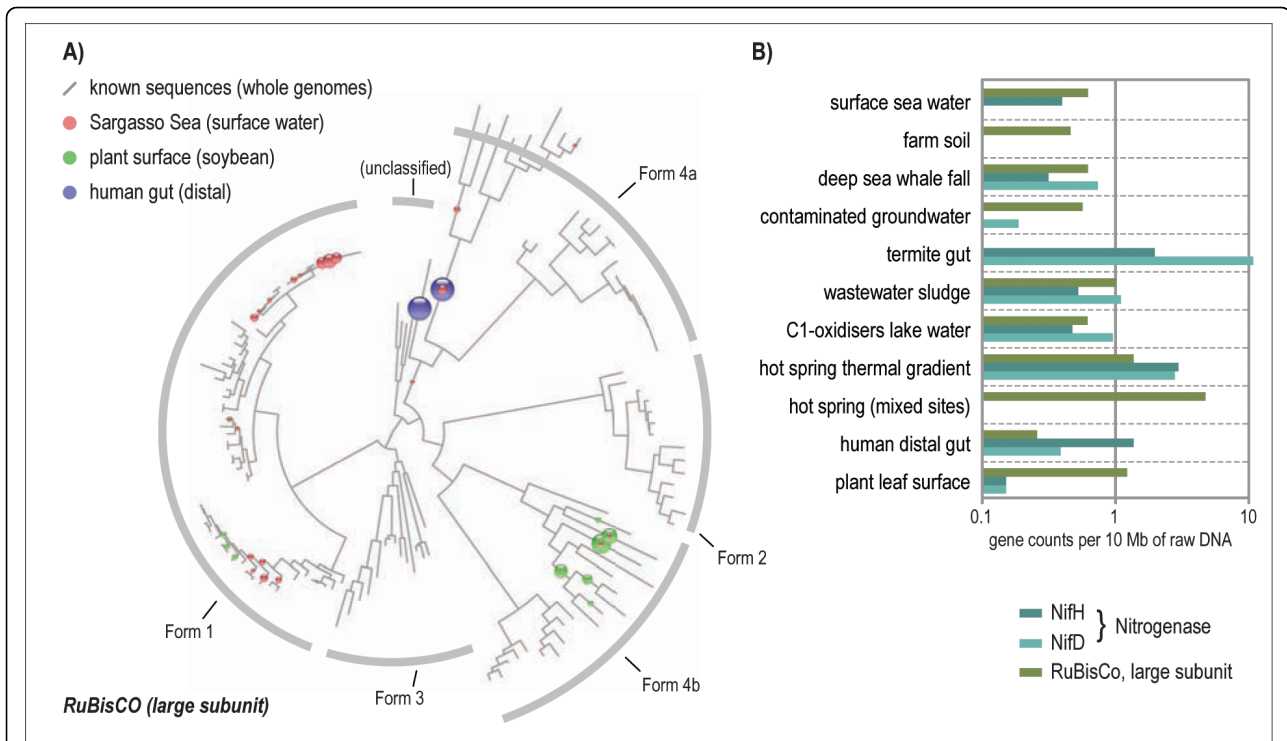 A)
known sequences (whole genomes)
Sargasso Sea (surface water)
plant surface (soybean)
human gut (distal)
(unclassified)
Form 4a
Form 2
Form 1
Form 3
Form 4b
RuBisCO (large subunit)
B)
surface sea water
farm soil
deep sea whale fall
contaminated groundwater
termite gut
wastewater sludge
C1-oxidisers lake water
hot spring thermal gradient
hot spring (mixed sites)
human distal gut
plant leaf surface
0.1 1 10
gene counts per 10 Mb of raw DNA
NifH
NifD
} Nitrogenase
RuBisCo, large subunit